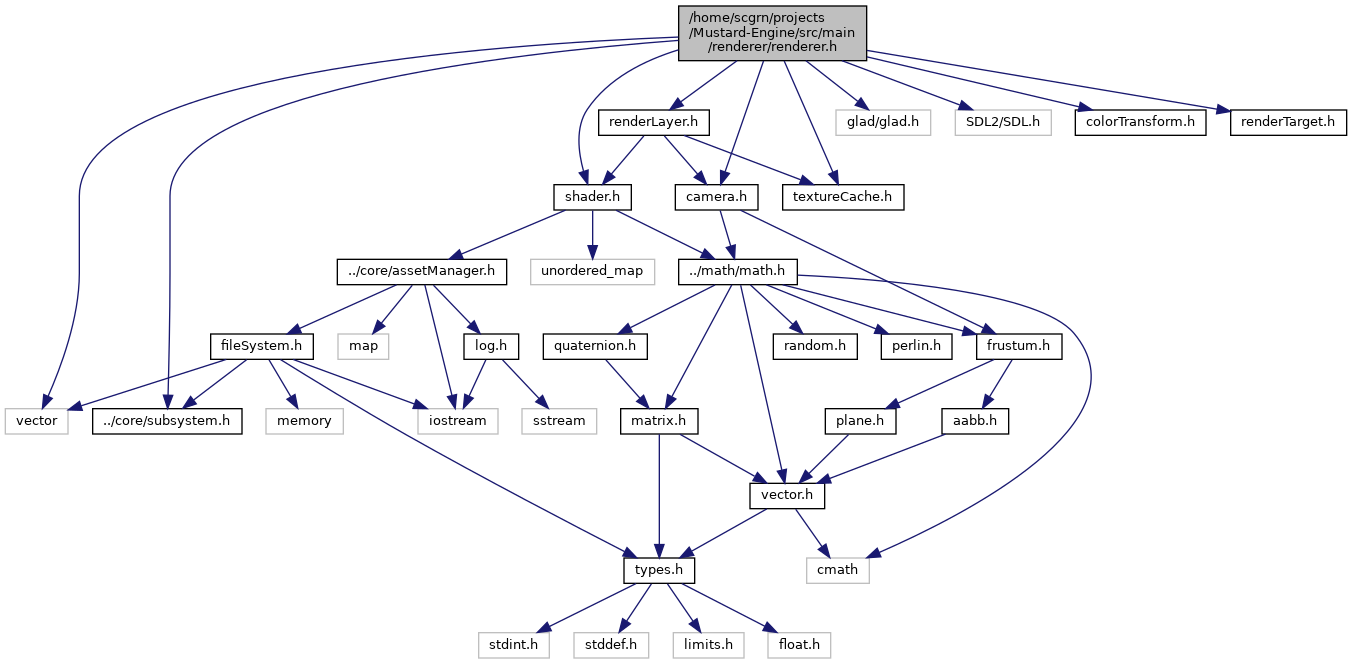 /home/scgrn/projects
/Mustard-Engine/src/main
/renderer/renderer.h
renderLayer.h
glad/glad.h
SDL2/SDL.h
colorTransform.h
renderTarget.h
shader.h
camera.h
textureCache.h
../core/assetManager.h
unordered_map
../math/math.h
fileSystem.h
map
log.h
quaternion.h
random.h
perlin.h
frustum.h
vector
../core/subsystem.h
memory
iostream
sstream
matrix.h
plane.h
aabb.h
vector.h
types.h
cmath
stdint.h
stddef.h
limits.h
float.h